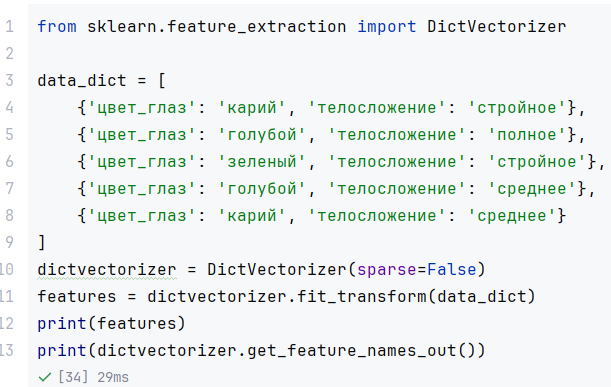 1 from sklearn.feature_extraction import DictVectorizer
2
3 data_dict = [
4     {'цвет_глаз': 'карий', 'телосложение': 'стройное'},
5     {'цвет_глаз': 'голубой', 'телосложение': 'полное'},
6     {'цвет_глаз': 'зеленый', 'телосложение': 'стройное'},
7     {'цвет_глаз': 'голубой', 'телосложение': 'среднее'},
8     {'цвет_глаз': 'карий', 'телосложение': 'среднее'}
9 ]
10 dictvectorizer = DictVectorizer(sparse=False)
11 features = dictvectorizer.fit_transform(data_dict)
12 print(features)
13 print(dictvectorizer.get_feature_names_out())
✓ [34] 29ms